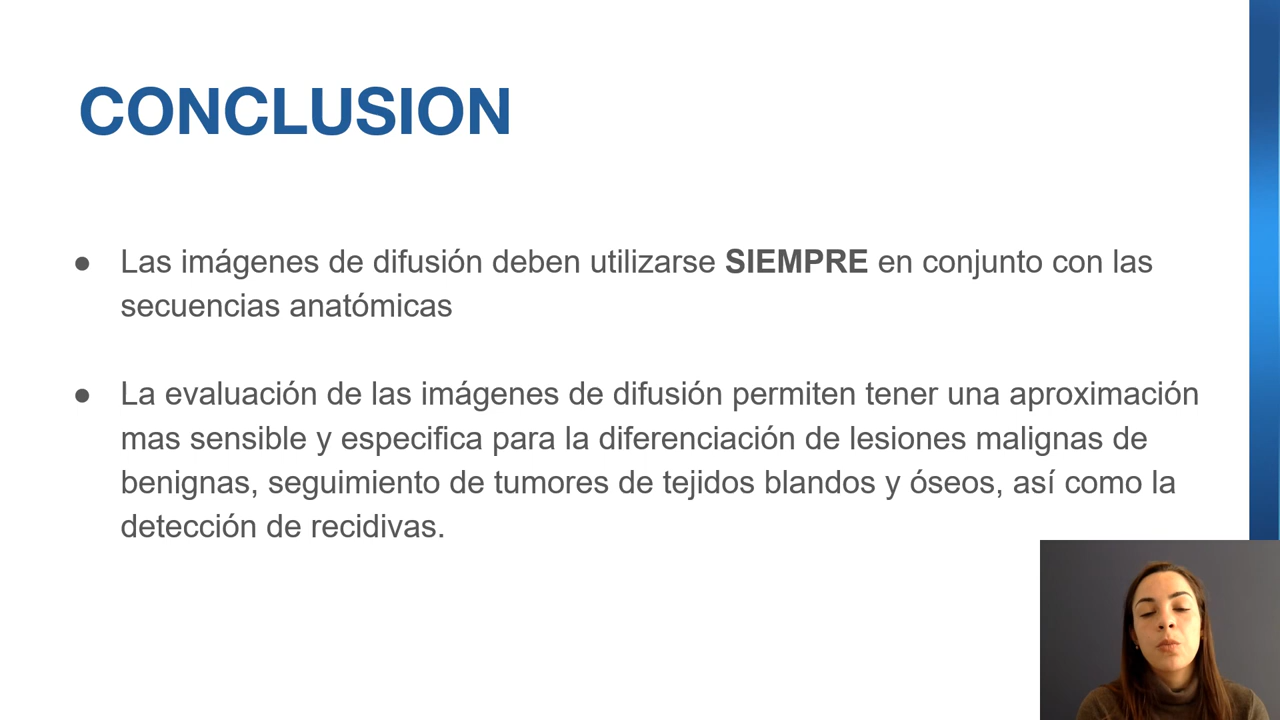 CONCLUSION
● Las imágenes de difusión deben utilizarse SIEMPRE en conjunto con las
secuencias anatómicas
● La evaluación de las imágenes de difusión permiten tener una aproximación
mas sensible y especifica para la diferenciación de lesiones malignas de
benignas, seguimiento de tumores de tejidos blandos y óseos, así como la
detección de recidivas.